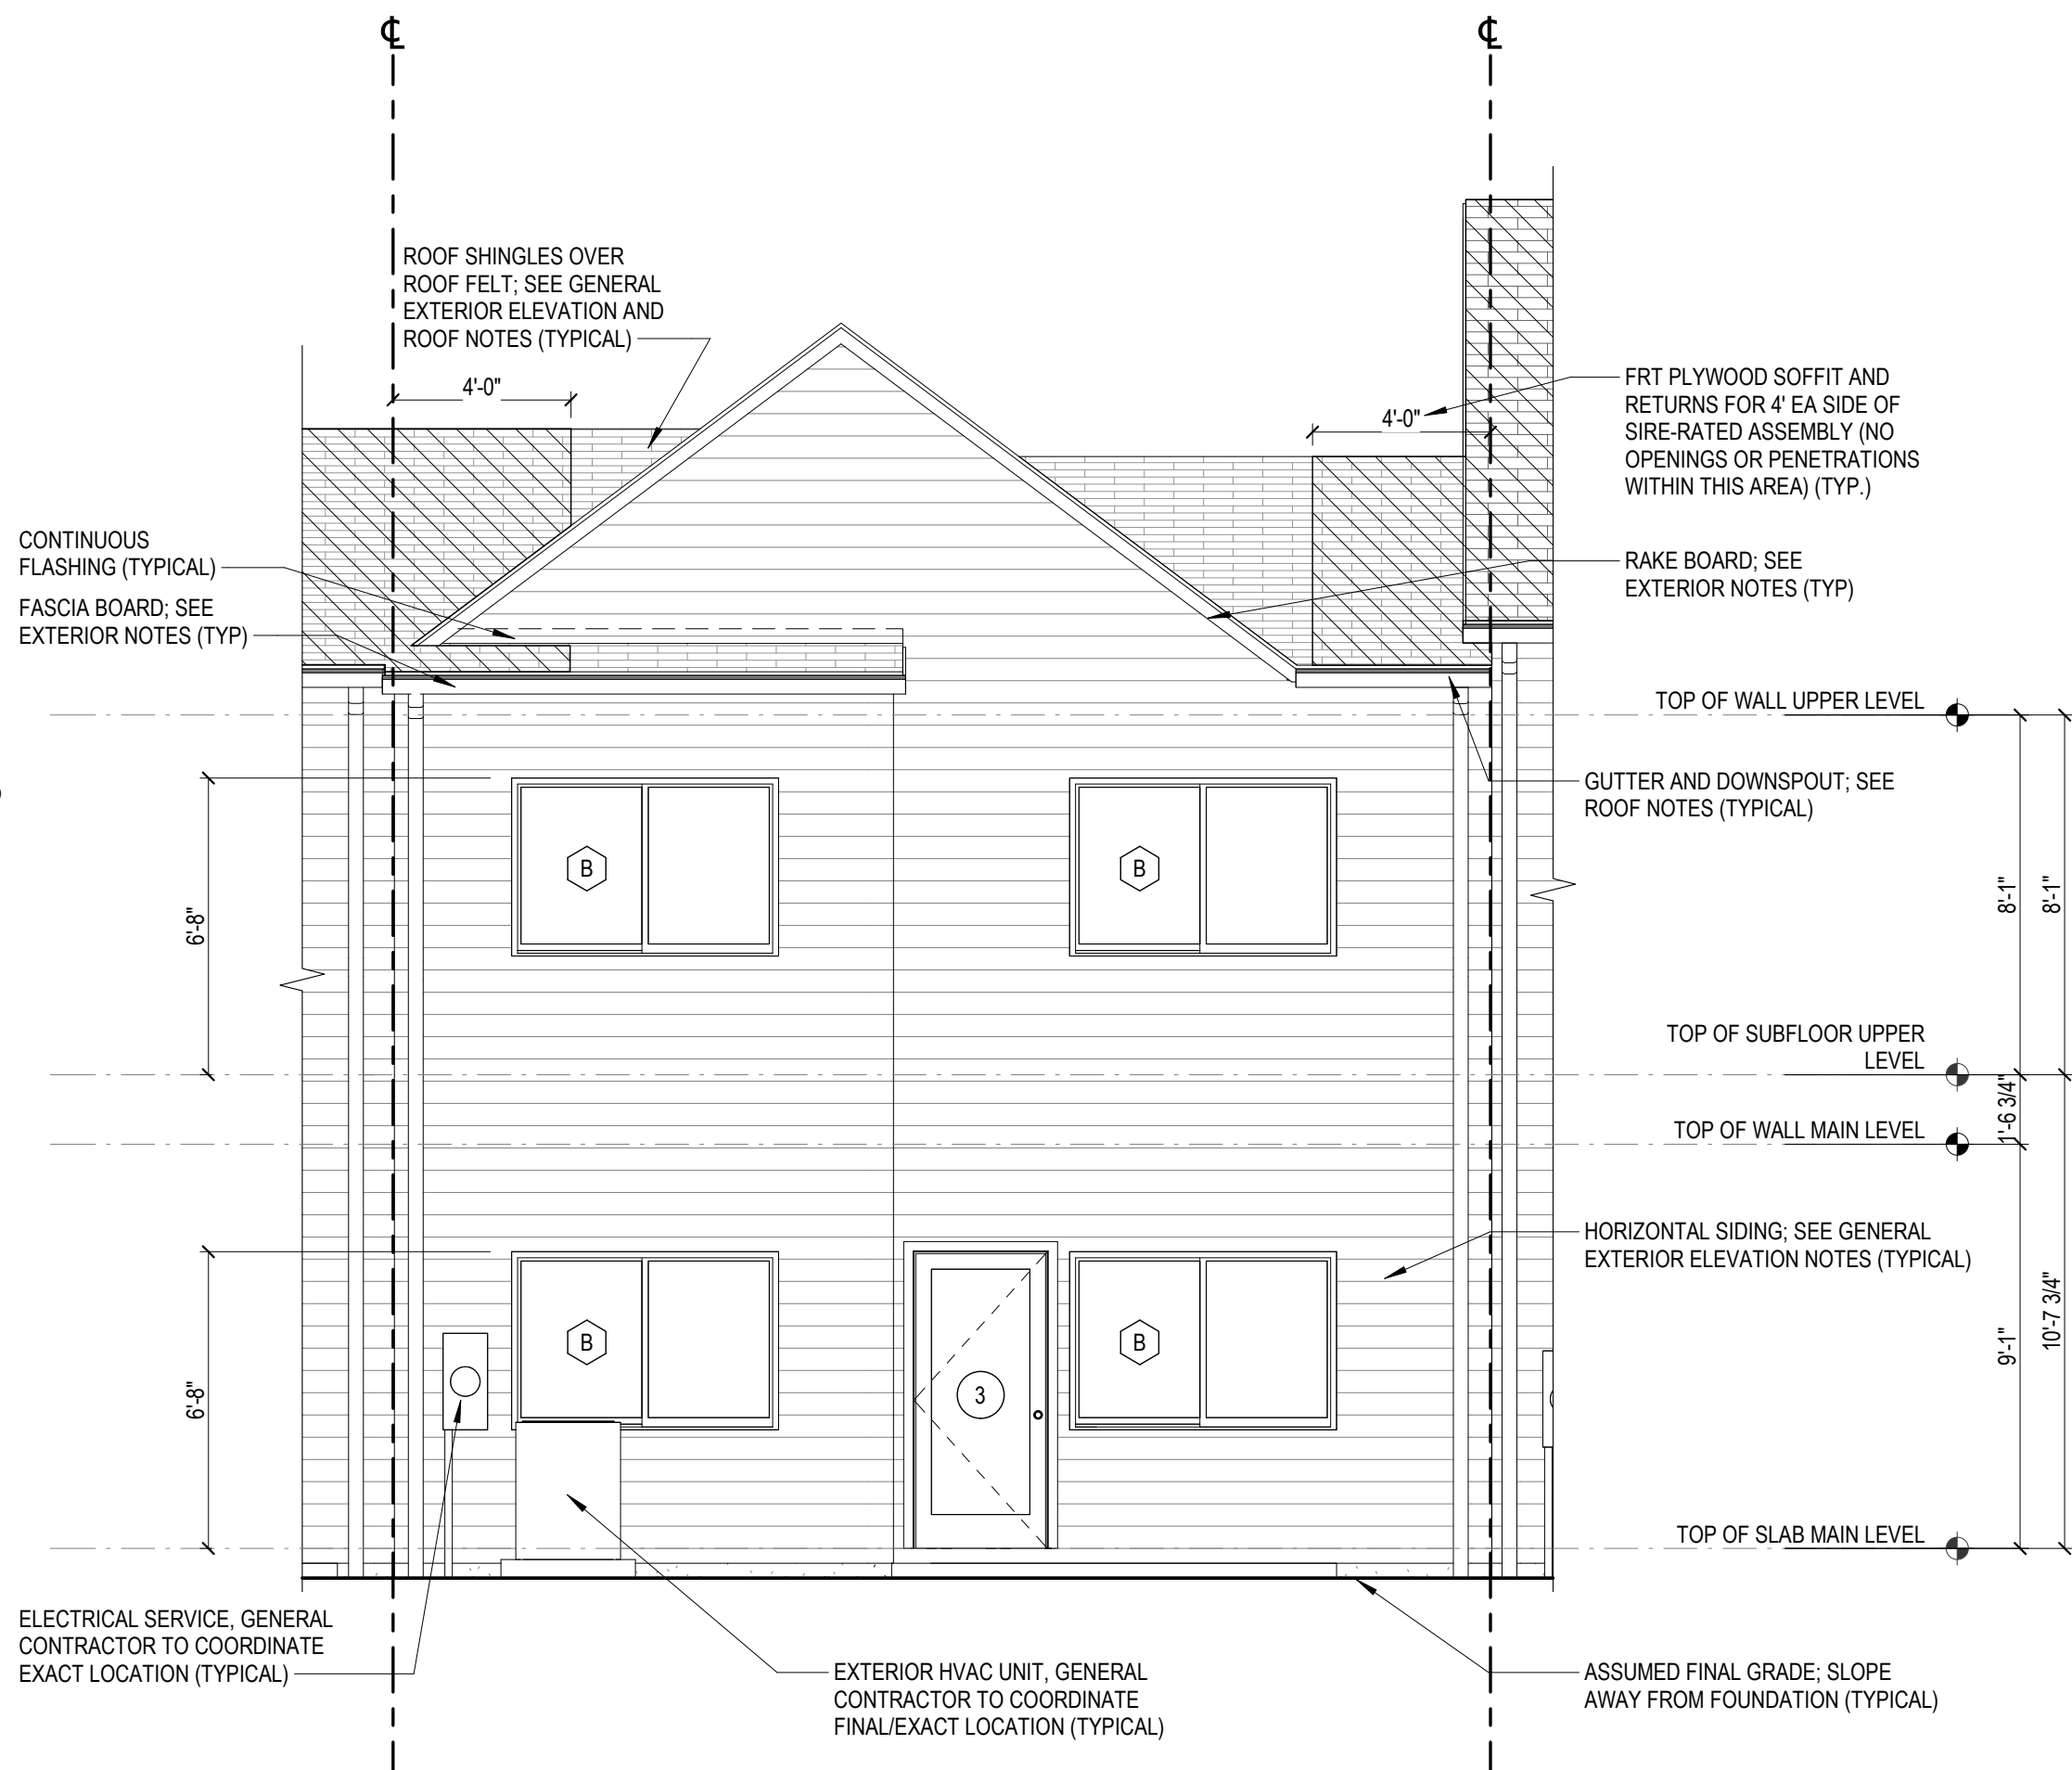 ℄
℄
ROOF SHINGLES OVER
ROOF FELT; SEE GENERAL
EXTERIOR ELEVATION AND
ROOF NOTES (TYPICAL)
4'-0"
4'-0"
FRT PLYWOOD SOFFIT AND
RETURNS FOR 4' EA SIDE OF
SIRE-RATED ASSEMBLY (NO
OPENINGS OR PENETRATIONS
WITHIN THIS AREA) (TYP.)
CONTINUOUS
FLASHING (TYPICAL)
FASCIA BOARD; SEE
EXTERIOR NOTES (TYP)
RAKE BOARD; SEE
EXTERIOR NOTES (TYP)
TOP OF WALL UPPER LEVEL
GUTTER AND DOWNSPOUT; SEE
ROOF NOTES (TYPICAL)
B
B
6'-8"
8'-1"
8'-1"
TOP OF SUBFLOOR UPPER
LEVEL
1'-6 3/4"
TOP OF WALL MAIN LEVEL
HORIZONTAL SIDING; SEE GENERAL
EXTERIOR ELEVATION NOTES (TYPICAL)
B
B
3
6'-8"
9'-1"
10'-7 3/4"
TOP OF SLAB MAIN LEVEL
ELECTRICAL SERVICE, GENERAL
CONTRACTOR TO COORDINATE
EXACT LOCATION (TYPICAL)
EXTERIOR HVAC UNIT, GENERAL
CONTRACTOR TO COORDINATE
FINAL/EXACT LOCATION (TYPICAL)
ASSUMED FINAL GRADE; SLOPE
AWAY FROM FOUNDATION (TYPICAL)